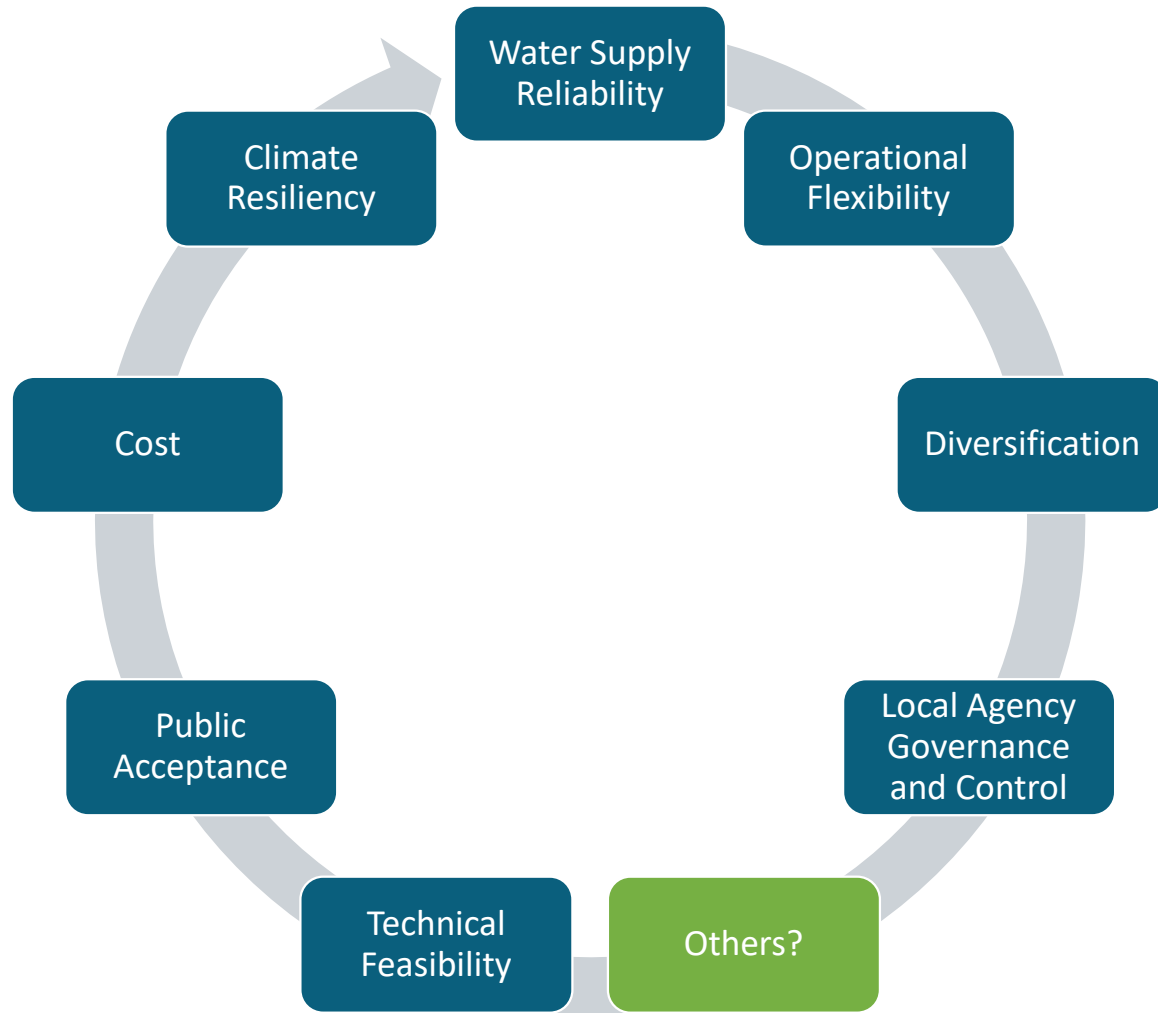 Water Supply
Reliability
Operational
Flexibility
Diversification
Local Agency
Governance
and Control
Others?
Technical
Feasibility
Public
Acceptance
Cost
Climate
Resiliency